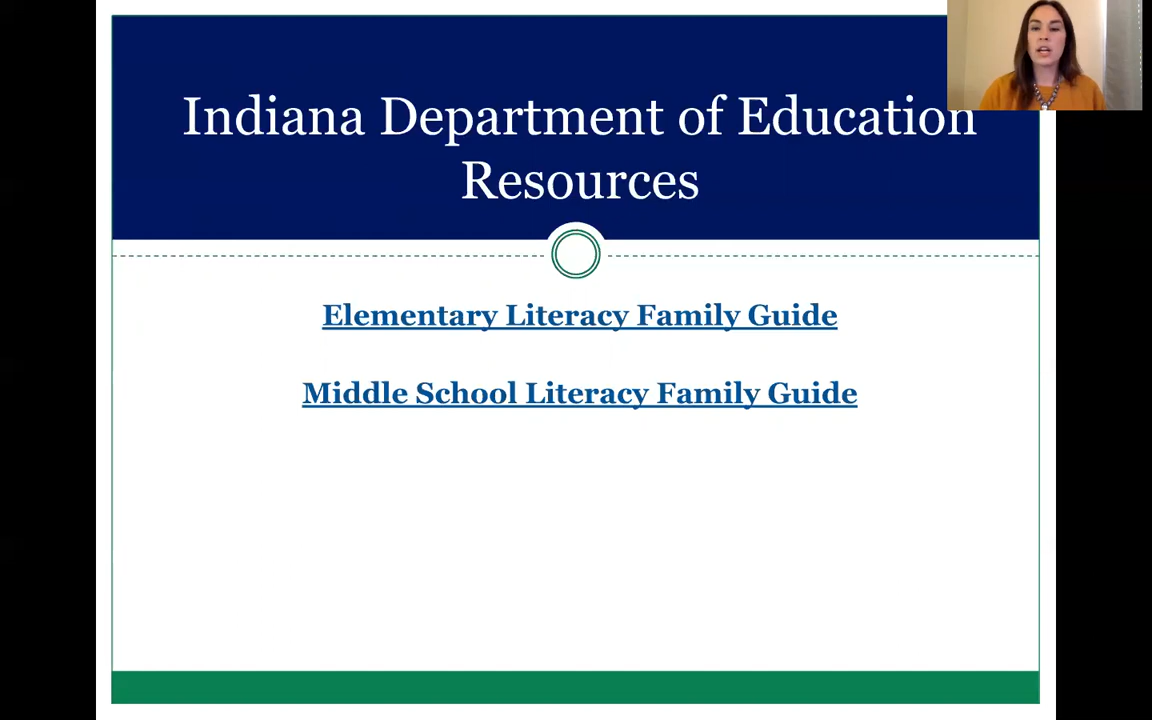 Indiana Department of Education
Resources
Elementary Literacy Family Guide
Middle School Literacy Family Guide